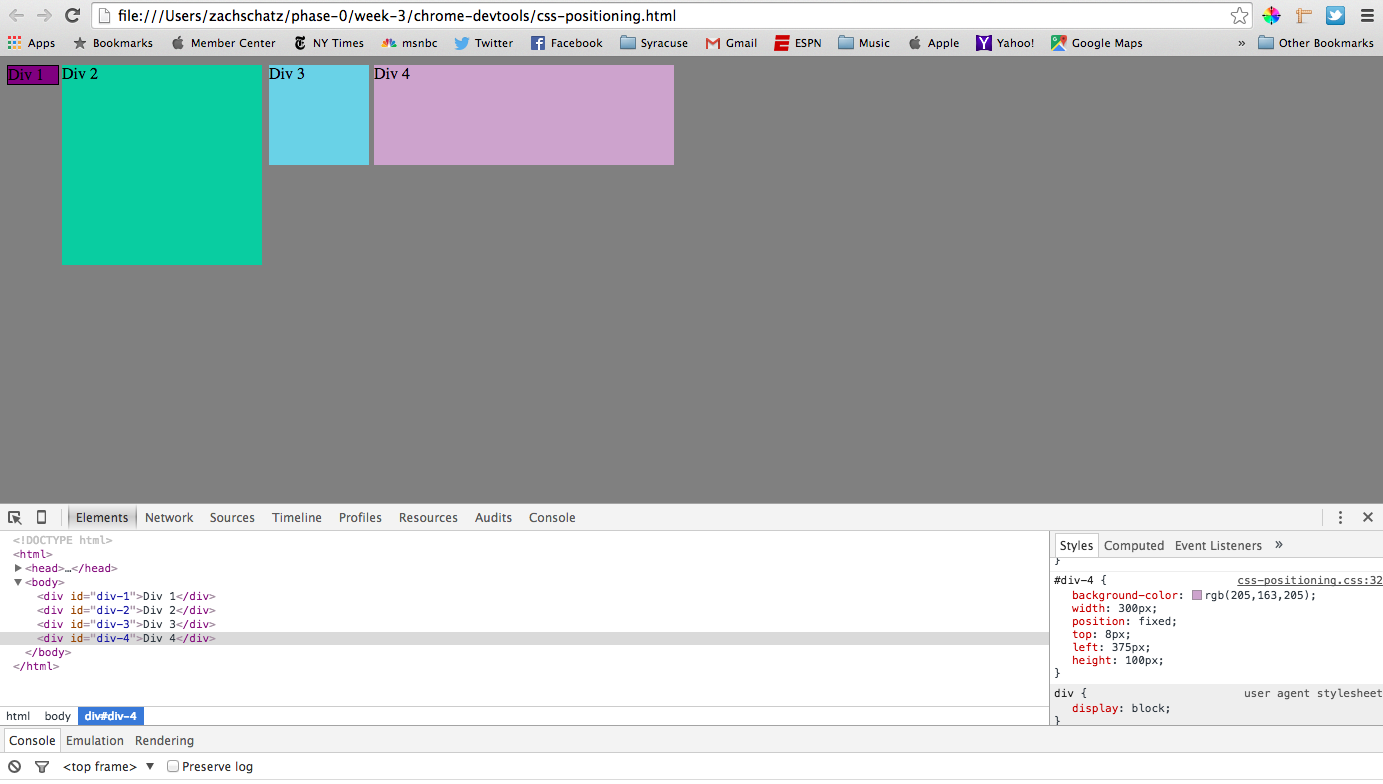 file:///Users/zachschatz/phase-0/week-3/chrome-devtools/css-positioning.html
Apps Bookmarks Member Center NY Times msnbc Twitter Facebook Syracuse Gmail ESPN Music Apple Yahoo! Google Maps » Other Bookmarks
Div 1 Div 2 Div 3 Div 4
Elements Network Sources Timeline Profiles Resources Audits Console
<!DOCTYPE html>
<html>
<head>…</head>
<body>
<div id="div-1">Div 1</div>
<div id="div-2">Div 2</div>
<div id="div-3">Div 3</div>
<div id="div-4">Div 4</div>
</body>
</html>
html body div#div-4
Styles Computed Event Listeners »
}
#div-4 { css-positioning.css:32
background-color: rgb(205,163,205);
width: 300px;
position: fixed;
top: 8px;
left: 375px;
height: 100px;
}
div { user agent stylesheet
display: block;
}
Console Emulation Rendering
<top frame> ▼ Preserve log